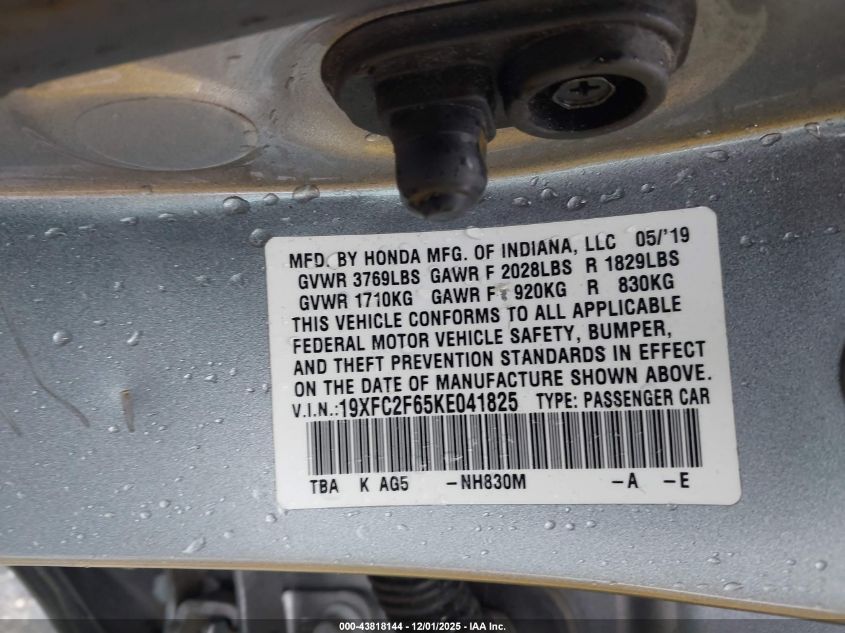 MFD. BY HONDA MFG. OF INDIANA, LLC 05/'19
GVWR 3769LBS GAWR F 2028LBS R 1829LBS
GVWR 1710KG GAWR F 920KG R 830KG
THIS VEHICLE CONFORMS TO ALL APPLICABLE
FEDERAL MOTOR VEHICLE SAFETY, BUMPER,
AND THEFT PREVENTION STANDARDS IN EFFECT
ON THE DATE OF MANUFACTURE SHOWN ABOVE.
V.I.N.:19XFC2F65KE041825 TYPE: PASSENGER CAR
TBA K AG5 -NH830M -A -E
000-43818144 - 12/01/2025 - IAA Inc.